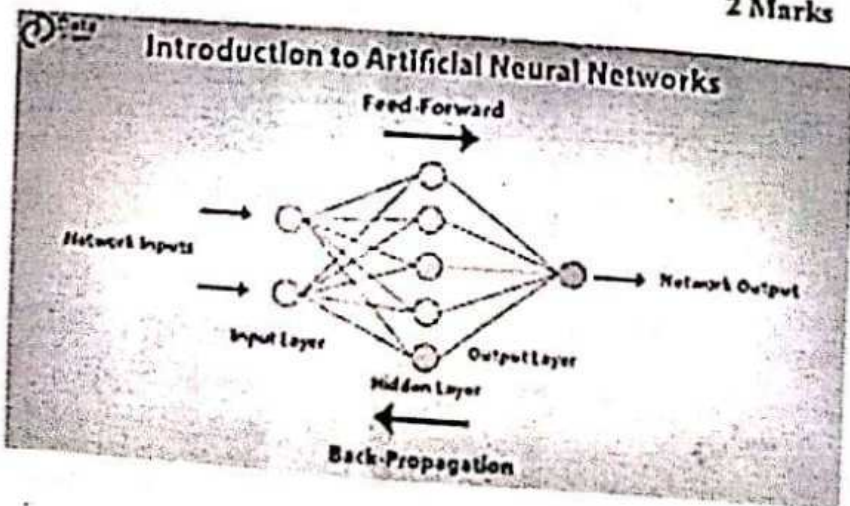 2 Marks
Introduction to Artificial Neural Networks
Feed-Forward
Network Inputs
Network Output
Input Layer
Output Layer
Hidden Layer
Back-Propagation